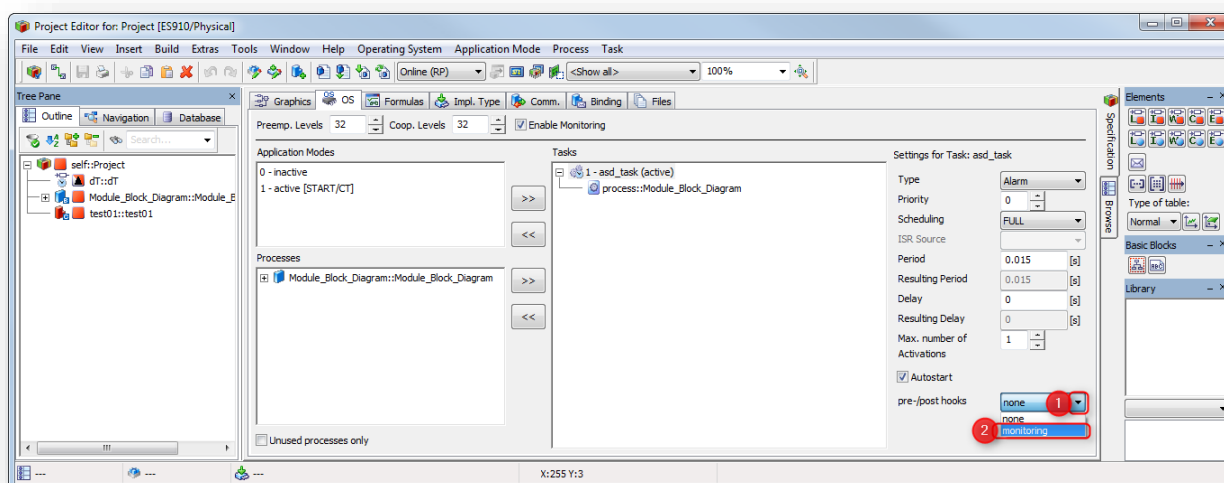 Project Editor for: Project [ES910/Physical]
File Edit View Insert Build Extras Tools Window Help Operating System Application Mode Process Task
Online (RP) <Show all> 100%
Tree Pane
Outline Navigation Database
Search...
self::Project
dT::dT
Module_Block_Diagram::Module_E
test01::test01
Graphics OS Formulas Impl. Type Comm. Binding Files
Preemp. Levels 32 Coop. Levels 32 Enable Monitoring
Application Modes
0 - inactive
1 - active [START/CT]
>>
<<
Processes
Module_Block_Diagram::Module_Block_Diagram
>>
<<
Unused processes only
Tasks
1 - asd_task (active)
process::Module_Block_Diagram
Settings for Task: asd_task
Type Alarm
Priority 0
Scheduling FULL
ISR Source
Period 0.015 [s]
Resulting Period 0.015 [s]
Delay 0 [s]
Resulting Delay 0 [s]
Max. number of
Activations 1
Autostart
pre-/post hooks none 1
none
2 monitoring
Specification
Browse
Elements
Type of table:
Normal
Basic Blocks
Library
--- --- --- X:255 Y:3